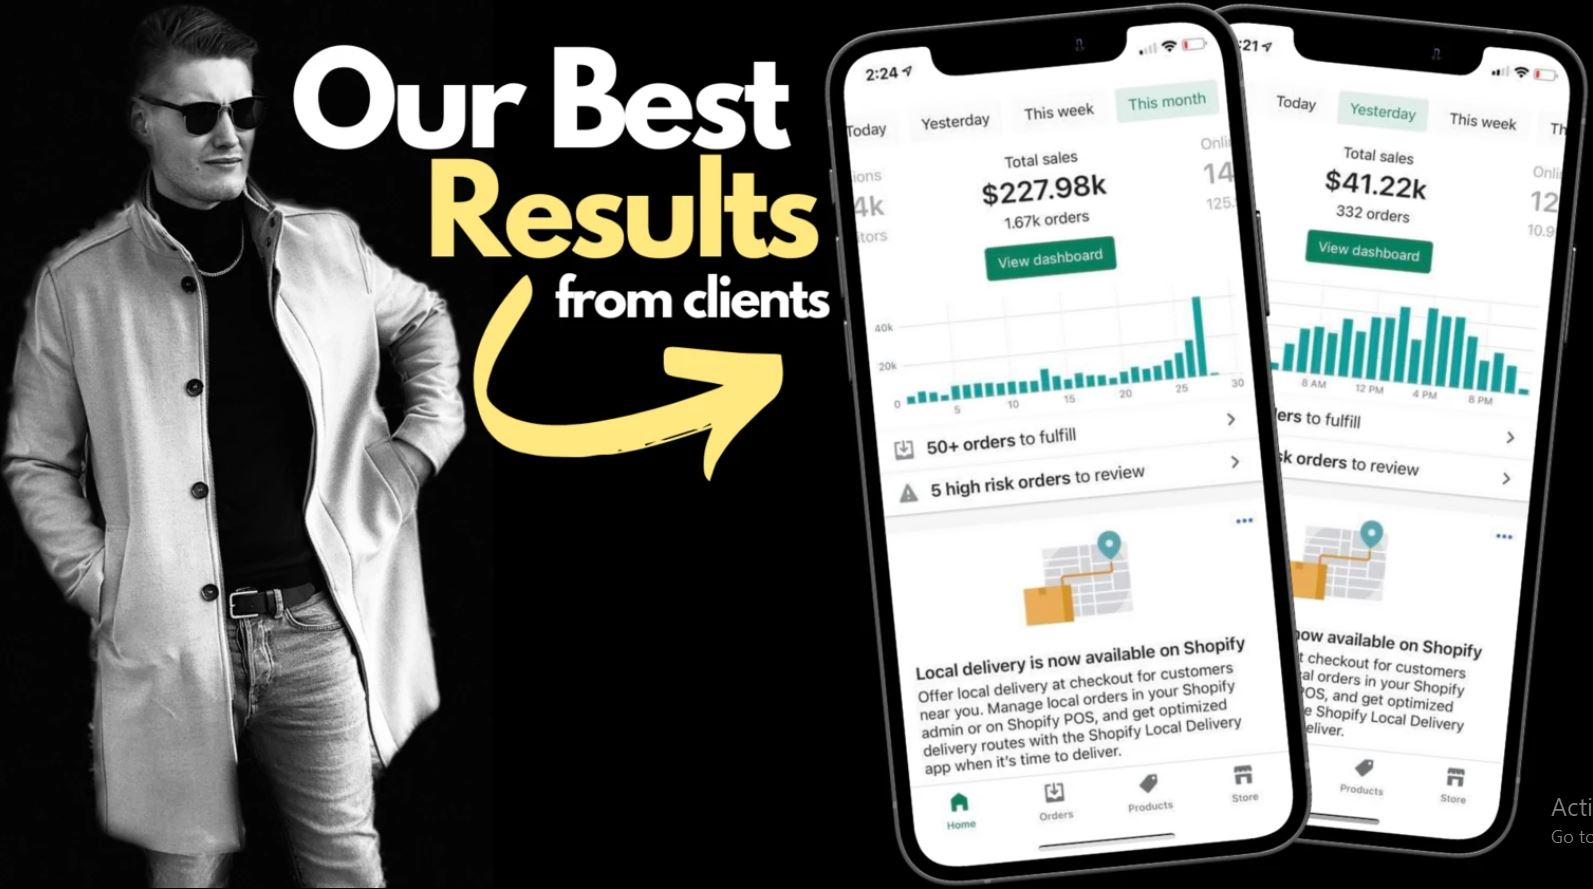 Our Best
Results
from clients
2:24
Today
Yesterday
This week
This month
Total sales
$227.98k
1.67k orders
View dashboard
40k
20k
0
5
10
15
20
25
30
50+ orders to fulfill
5 high risk orders to review
Local delivery is now available on Shopify
Offer local delivery at checkout for customers
near you. Manage local orders in your Shopify
admin or on Shopify POS, and get optimized
delivery routes with the Shopify Local Delivery
app when it's time to deliver.
Home
Orders
Products
Store
:21
Today
Yesterday
This week
Total sales
$41.22k
332 orders
View dashboard
8 AM
12 PM
4 PM
8 PM
to fulfill
orders to review
available on Shopify
checkout for customers
orders in your Shopify
POS, and get optimized
Shopify Local Delivery
Products
Store
Go to